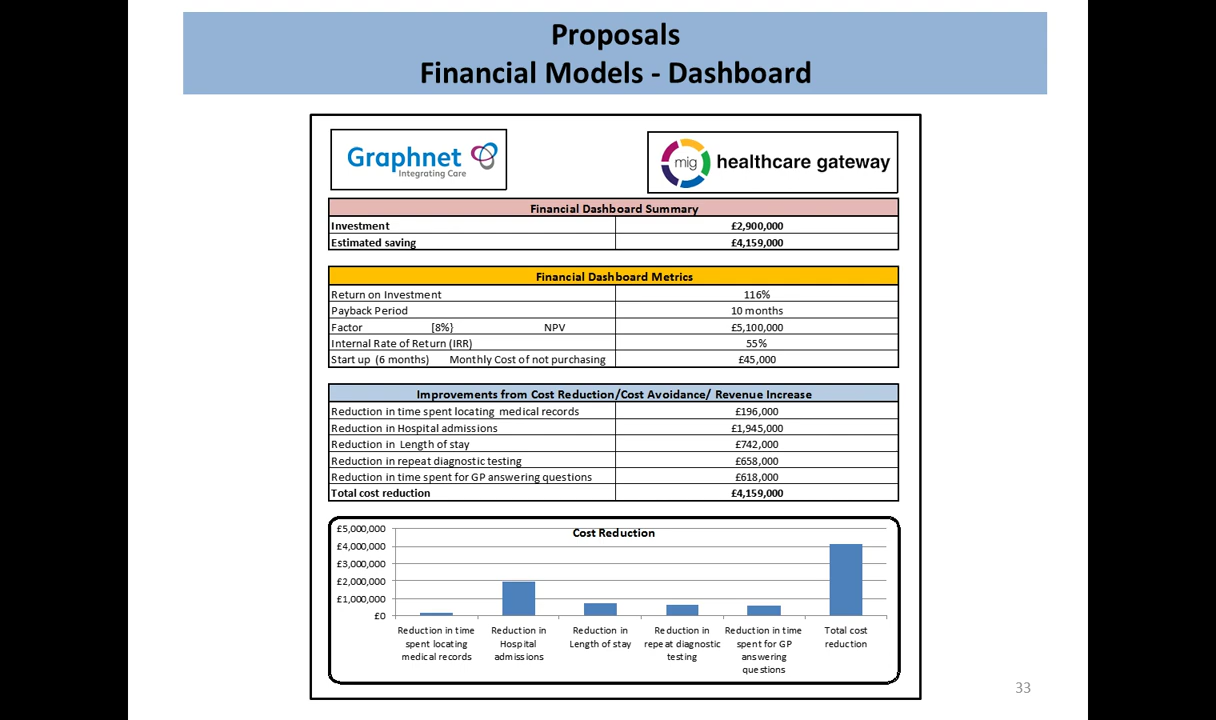 Proposals
Financial Models - Dashboard
Graphnet
Integrating Care
mig healthcare gateway
Financial Dashboard Summary
Investment £2,900,000
Estimated saving £4,159,000
Financial Dashboard Metrics
Return on Investment 116%
Payback Period 10 months
Factor {8%} NPV £5,100,000
Internal Rate of Return (IRR) 55%
Start up (6 months) Monthly Cost of not purchasing £45,000
Improvements from Cost Reduction/Cost Avoidance/ Revenue Increase
Reduction in time spent locating medical records £196,000
Reduction in Hospital admissions £1,945,000
Reduction in Length of stay £742,000
Reduction in repeat diagnostic testing £658,000
Reduction in time spent for GP answering questions £618,000
Total cost reduction £4,159,000
Cost Reduction
£5,000,000
£4,000,000
£3,000,000
£2,000,000
£1,000,000
£0
Reduction in time
spent locating
medical records
Reduction in
Hospital
admissions
Reduction in
Length of stay
Reduction in
repeat diagnostic
testing
Reduction in time
spent for GP
answering
questions
Total cost
reduction
33